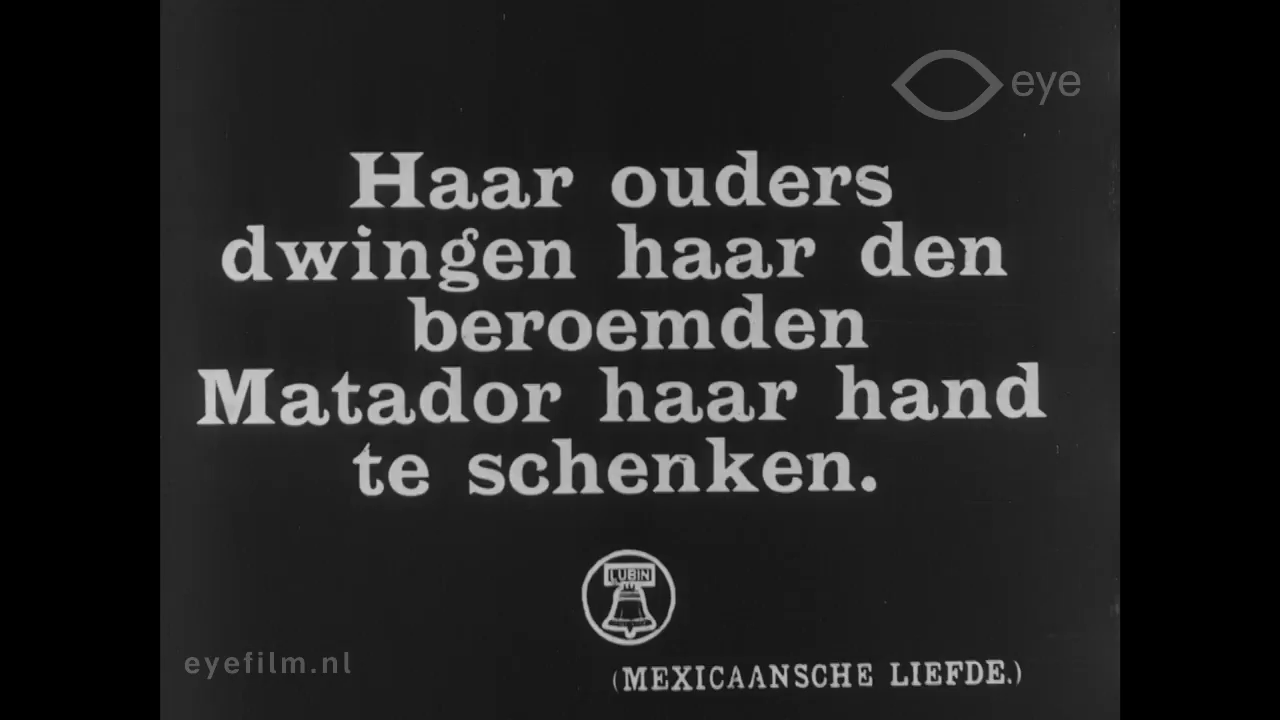 eye
Haar ouders
dwingen haar den
beroemden
Matador haar hand
te schenken.
LUBIN
eyefilm.nl
(MEXICAANSCHE LIEFDE.)